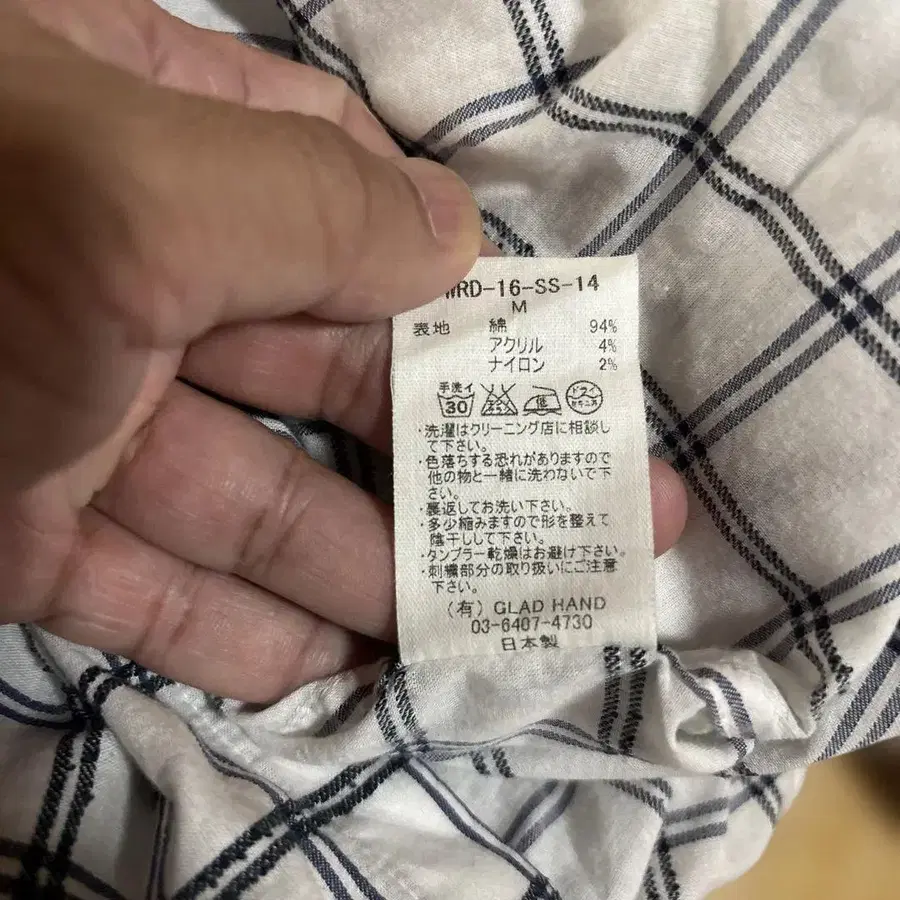 WRD-16-SS-14
M
表地 綿 94%
アクリル 4%
ナイロン 2%
手洗イ
30 低
・洗濯はクリーニング店に相談し
て下さい。
・色落ちする恐れがありますので
他の物と一緒に洗わないで下
さい。
・裏返してお洗い下さい。
・多少縮みますので形を整えて
陰干しして下さい。
・タンブラー乾燥はお避け下さい。
・刺繍部分の取り扱いにご注意
下さい。
(有) GLAD HAND
03-6407-4730
日本製